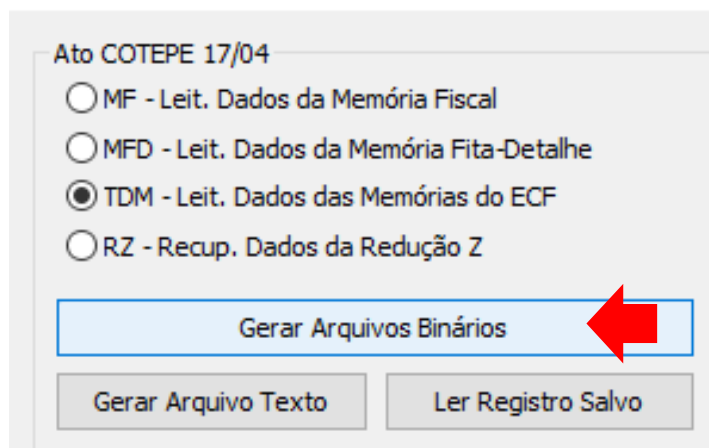 Ato COTEPE 17/04
MF - Leit. Dados da Memória Fiscal
MFD - Leit. Dados da Memória Fita-Detalhe
TDM - Leit. Dados das Memórias do ECF
RZ - Recup. Dados da Redução Z
Gerar Arquivos Binários
Gerar Arquivo Texto Ler Registro Salvo